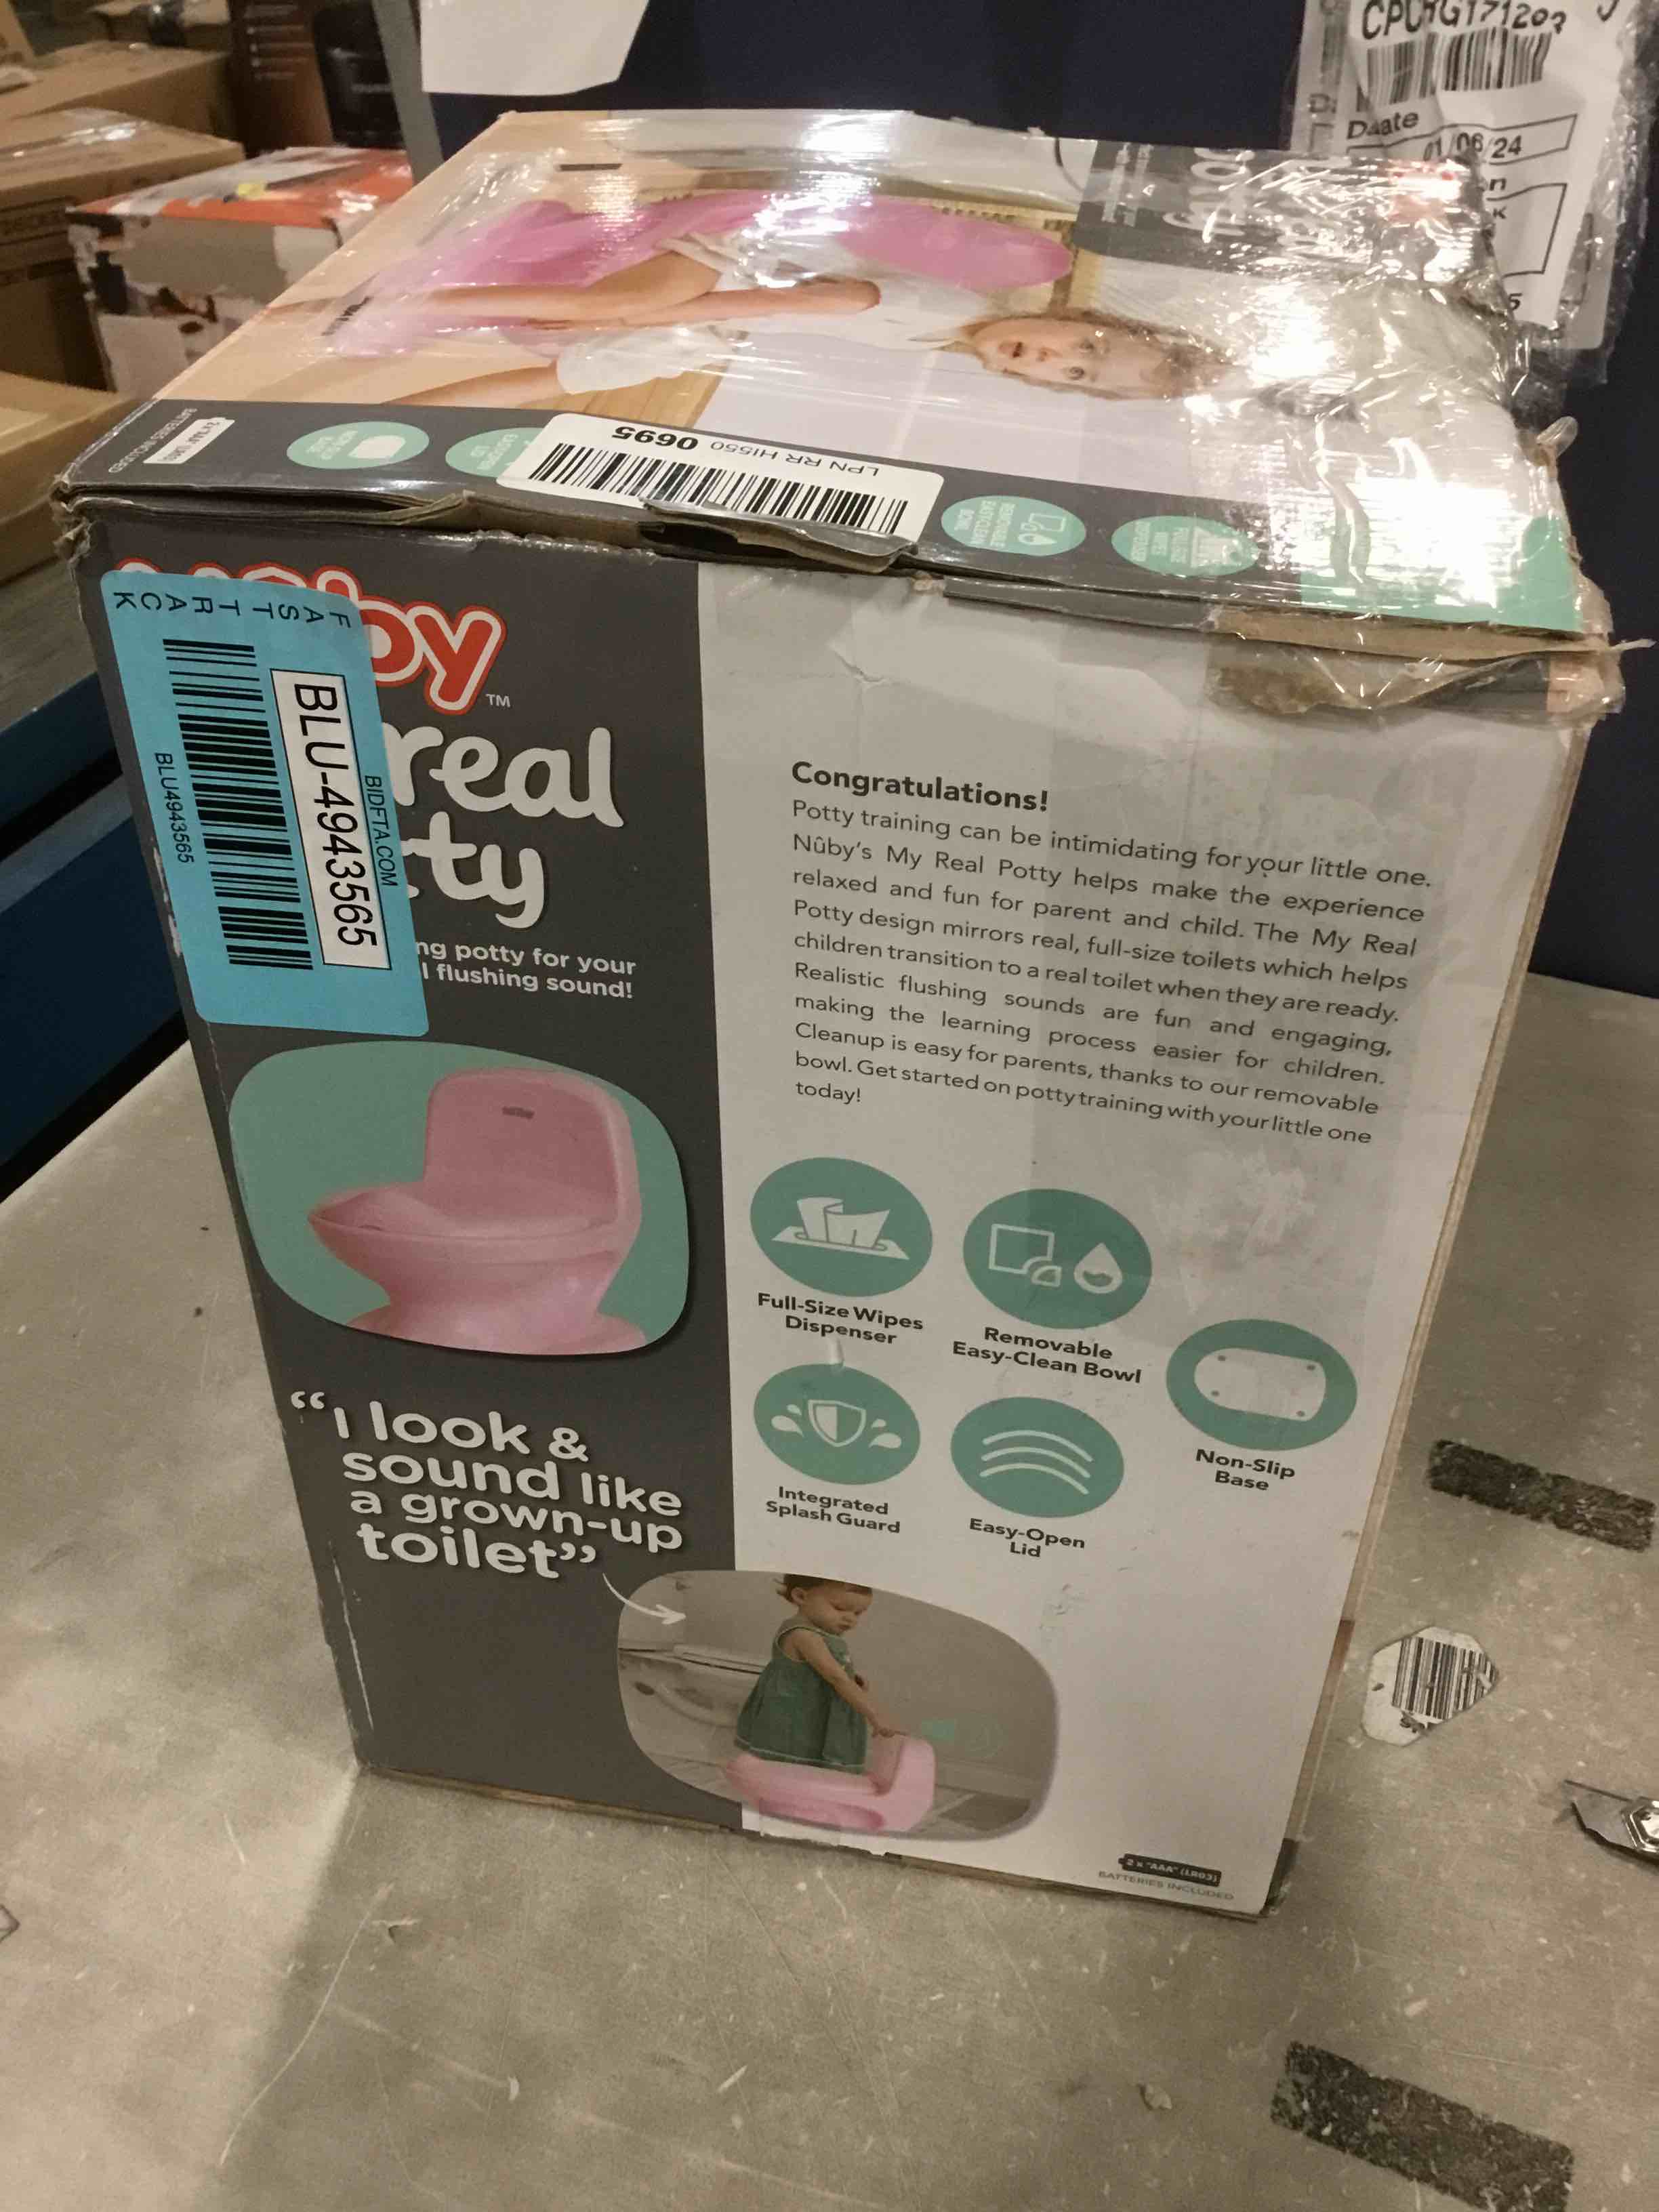 Date
01/06/24
LPN RR HI550 0695
FAST TRACK
BIDFTA.COM
BLU-4943565
BLU4943565
™
real
ng potty for your
l flushing sound!
Congratulations!
Potty training can be intimidating for your little one.
Nûby's My Real Potty helps make the experience
relaxed and fun for parent and child. The My Real
Potty design mirrors real, full-size toilets which helps
children transition to a real toilet when they are ready.
Realistic flushing sounds are fun and engaging,
making the learning process easier for children.
Cleanup is easy for parents, thanks to our removable
bowl. Get started on potty training with your little one
today!
Full-Size Wipes
Dispenser
Removable
Easy-Clean Bowl
Integrated
Splash Guard
Easy-Open
Lid
Non-Slip
Base
“I look &
sound like
a grown-up
toilet”
2 x "AAA" (LR03)
BATTERIES INCLUDED